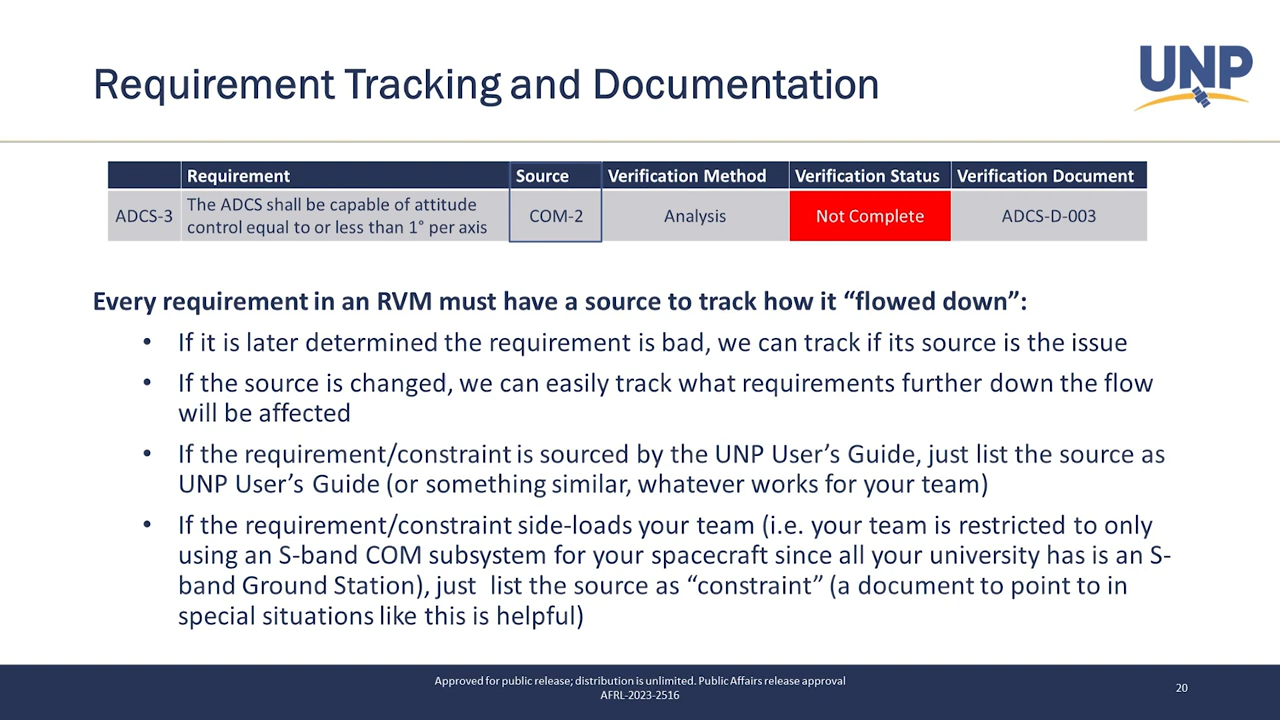 Requirement Tracking and Documentation
UNP
Requirement Source Verification Method Verification Status Verification Document
ADCS-3 The ADCS shall be capable of attitude control equal to or less than 1° per axis COM-2 Analysis Not Complete ADCS-D-003
Every requirement in an RVM must have a source to track how it “flowed down”:
• If it is later determined the requirement is bad, we can track if its source is the issue
• If the source is changed, we can easily track what requirements further down the flow
will be affected
• If the requirement/constraint is sourced by the UNP User’s Guide, just list the source as
UNP User’s Guide (or something similar, whatever works for your team)
• If the requirement/constraint side-loads your team (i.e. your team is restricted to only
using an S-band COM subsystem for your spacecraft since all your university has is an S-
band Ground Station), just list the source as “constraint” (a document to point to in
special situations like this is helpful)
Approved for public release; distribution is unlimited. Public Affairs release approval
AFRL-2023-2516
20